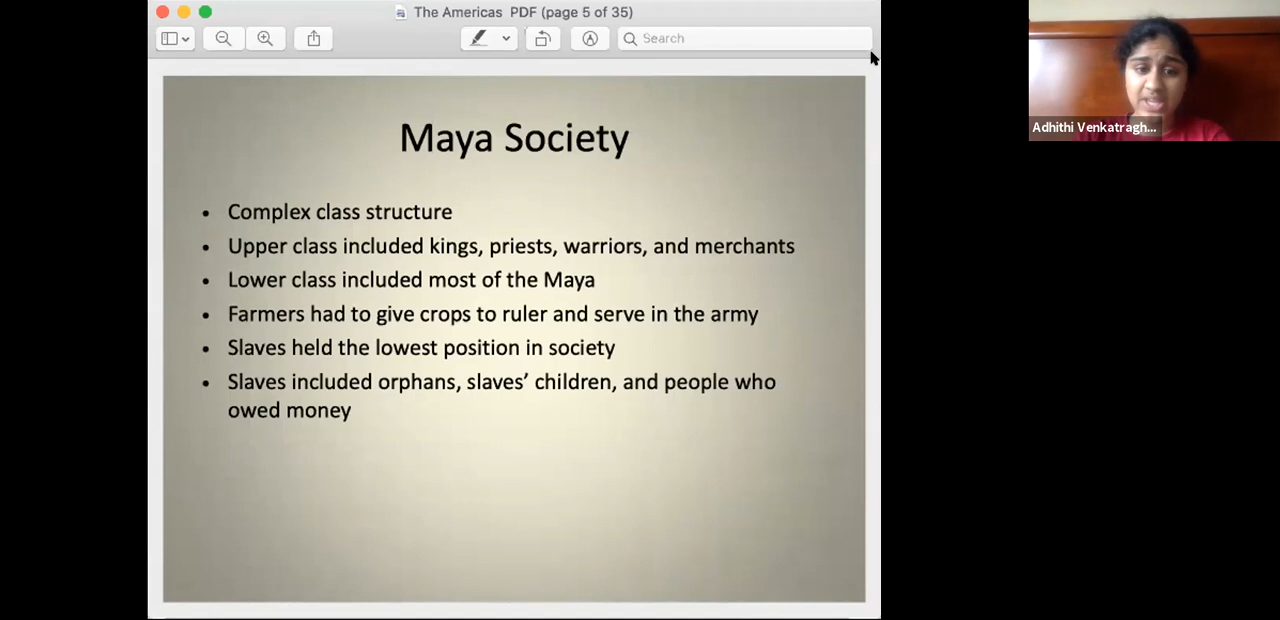 The Americas PDF (page 5 of 35)
Search
Adhithi Venkatragh...
Maya Society
• Complex class structure
• Upper class included kings, priests, warriors, and merchants
• Lower class included most of the Maya
• Farmers had to give crops to ruler and serve in the army
• Slaves held the lowest position in society
• Slaves included orphans, slaves’ children, and people who
owed money